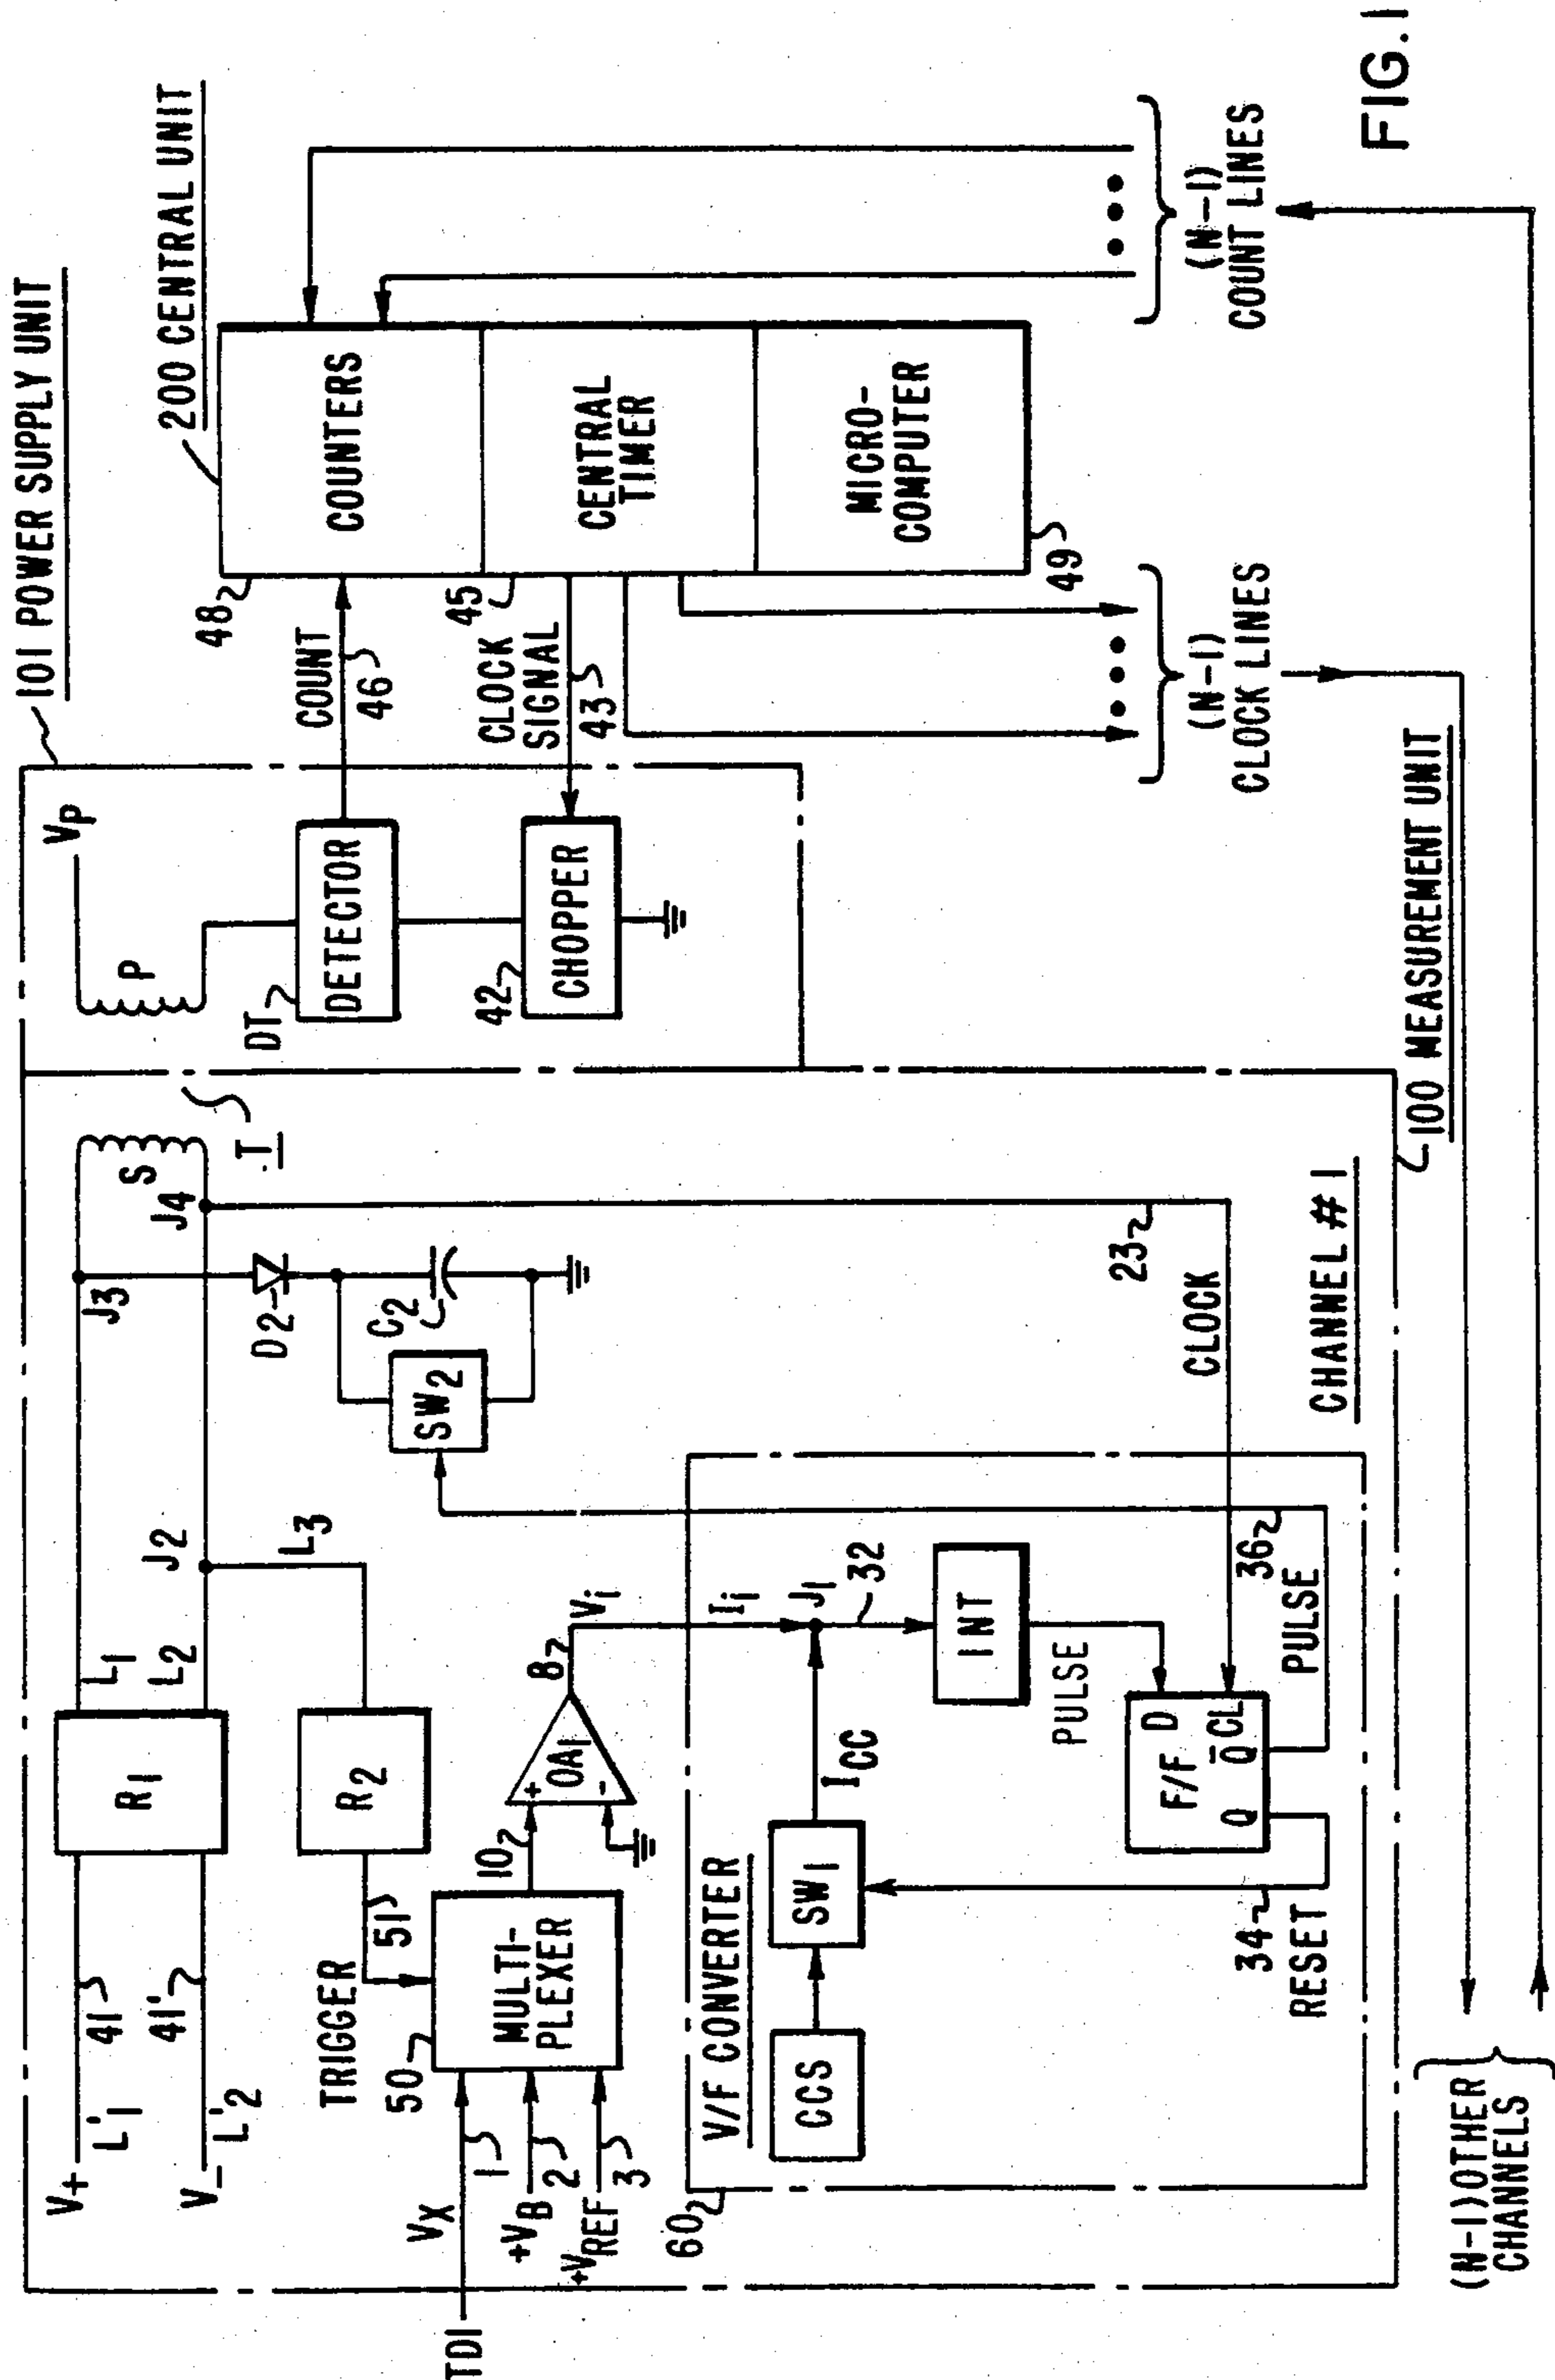 101 POWER SUPPLY UNIT
200 CENTRAL UNIT
VP
P
DT
DETECTOR
42
CHOPPER
COUNT
46
CLOCK
SIGNAL
43
48
COUNTERS
45
CENTRAL
TIMER
MICRO-
COMPUTER
49
(N-1)
CLOCK LINES
(N-1)
COUNT LINES
FIG.1
V+
L'1
41
V-
L'2
41'
R1
L1
L2
J2
L3
J3
J4
S
T
D2
C2
SW2
TRIGGER
51
R2
50
MULTI-
PLEXER
TDI
VX
1
+VB
2
+VREF
3
10
+
OA1
-
8
Vi
Ii
J1
32
INT
PULSE
60
V/F CONVERTER
CCS
SW1
ICC
F/F
D
CL
Q
Q̄
34
RESET
36
PULSE
23
CLOCK
CHANNEL # 1
100 MEASUREMENT UNIT
(N-1) OTHER
CHANNELS